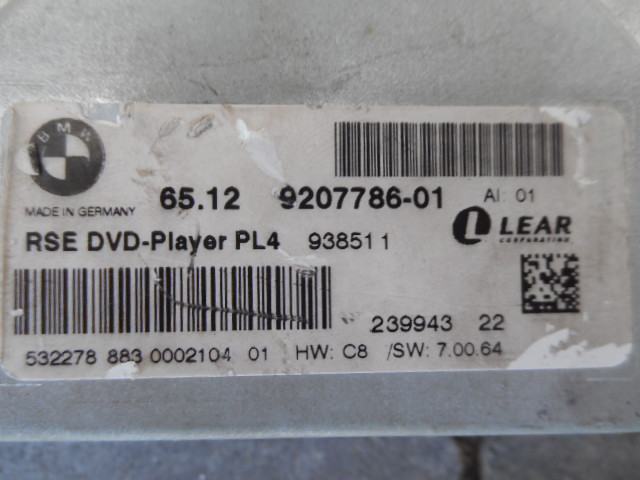 BMW
MADE IN GERMANY
65.12 9207786-01 AI: 01
RSE DVD-Player PL4 938511
LEAR
CORPORATION
239943 22
532278 883 0002104 01 HW: C8 /SW: 7.00.64